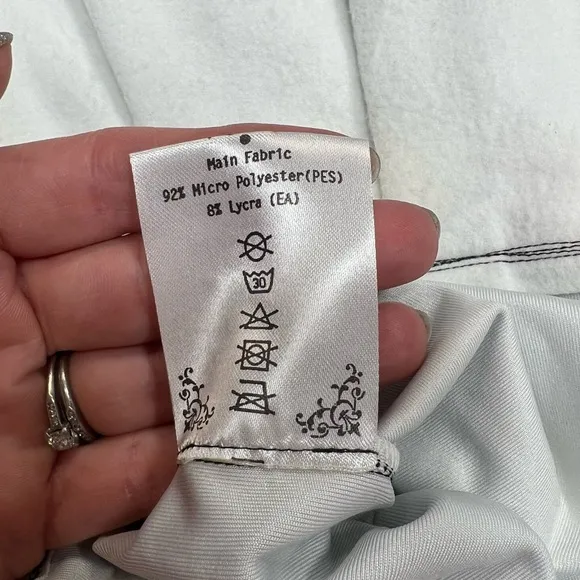 Main Fabric
92% Micro Polyester(PES)
8% Lycra (EA)
30